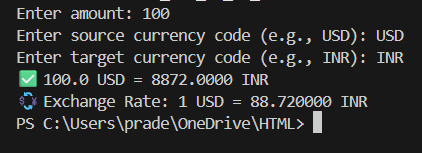 Enter amount: 100
Enter source currency code (e.g., USD): USD
Enter target currency code (e.g., INR): INR
✅ 100.0 USD = 8872.0000 INR
💱 Exchange Rate: 1 USD = 88.720000 INR
PS C:\Users\prade\OneDrive\HTML>